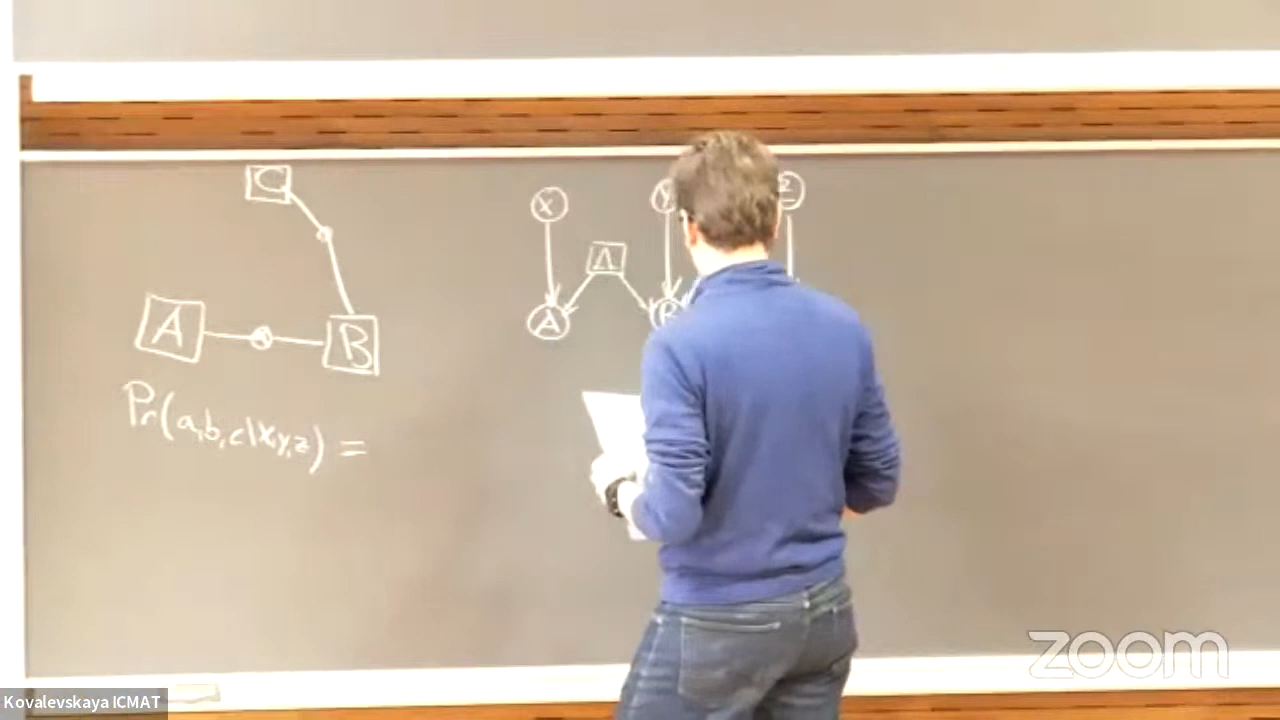 C
x y z
Λ
A B
A B
Pr(a,b,c|x,y,z) =
zoom
Kovalevskaya ICMAT